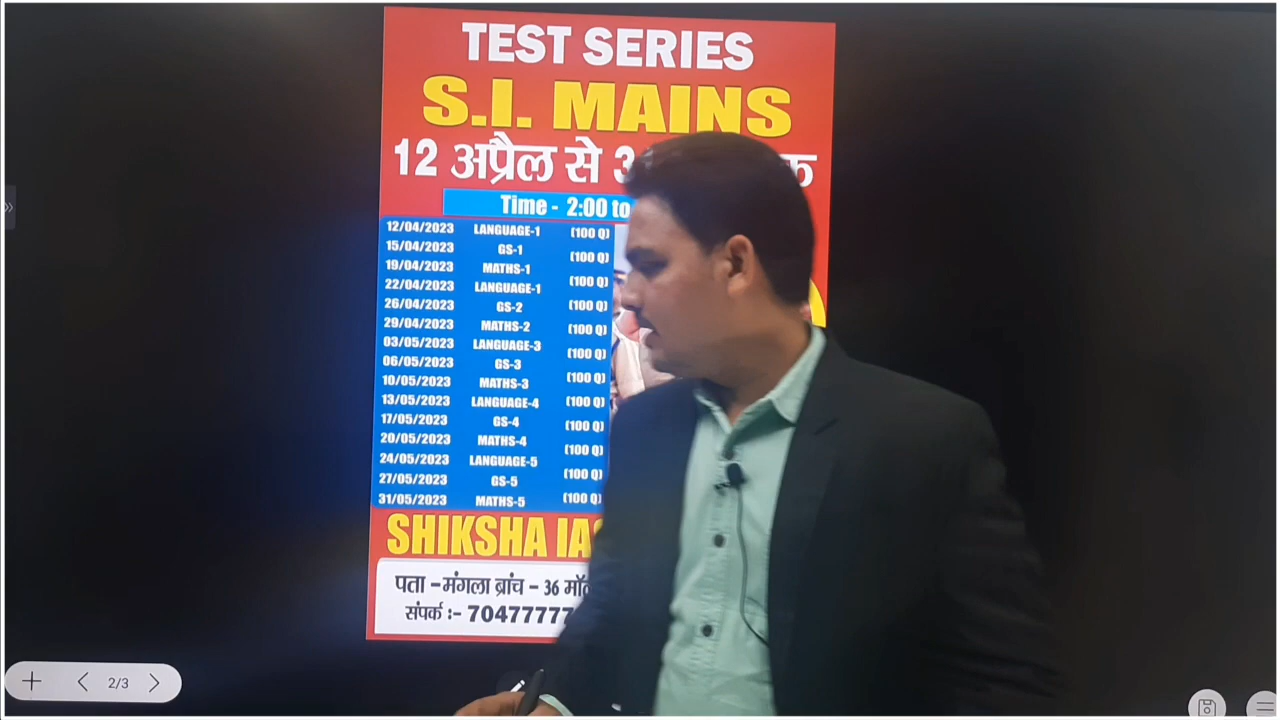 TEST SERIES
S.I. MAINS
12 अप्रैल से 3
Time - 2:00 to
12/04/2023 LANGUAGE-1 (100 Q)
15/04/2023 GS-1 (100 Q)
19/04/2023 MATHS-1 (100 Q)
22/04/2023 LANGUAGE-1 (100 Q)
26/04/2023 GS-2 (100 Q)
29/04/2023 MATHS-2 (100 Q)
03/05/2023 LANGUAGE-3 (100 Q)
06/05/2023 GS-3 (100 Q)
10/05/2023 MATHS-3 (100 Q)
13/05/2023 LANGUAGE-4 (100 Q)
17/05/2023 GS-4 (100 Q)
20/05/2023 MATHS-4 (100 Q)
24/05/2023 LANGUAGE-5 (100 Q)
27/05/2023 GS-5 (100 Q)
31/05/2023 MATHS-5 (100 Q)
SHIKSHA IA
पता -मंगला ब्रांच - 36 मॉ
संपर्क :- 7047777
2/3